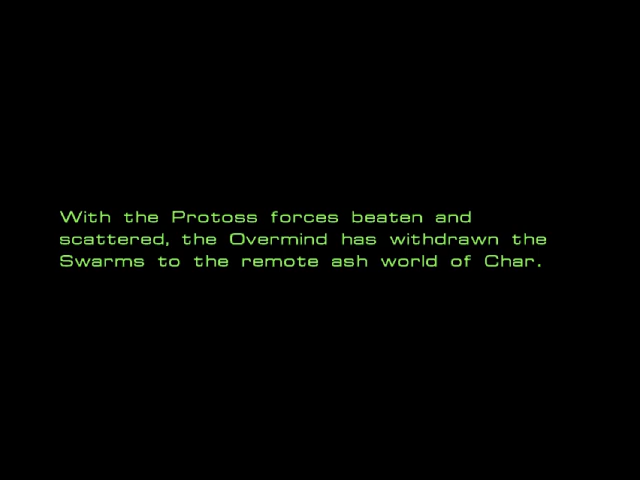 With the Protoss forces beaten and
scattered, the Overmind has withdrawn the
Swarms to the remote ash world of Char.